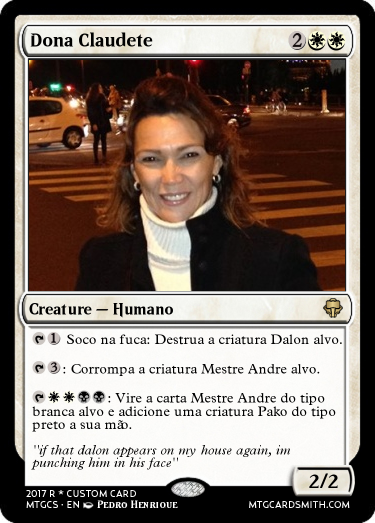 Dona Claudete 2
Creature — Humano
1 Soco na fuca: Destrua a criatura Dalon alvo.
3 : Corrompa a criatura Mestre Andre alvo.
: Vire a carta Mestre Andre do tipo
branca alvo e adicione uma criatura Pako do tipo
preto a sua mão.
"if that dalon appears on my house again, im
punching him in his face"
2/2
2017 R * CUSTOM CARD
MTGCS · EN PEDRO HENRIQUE
MTGCARDSMITH.COM